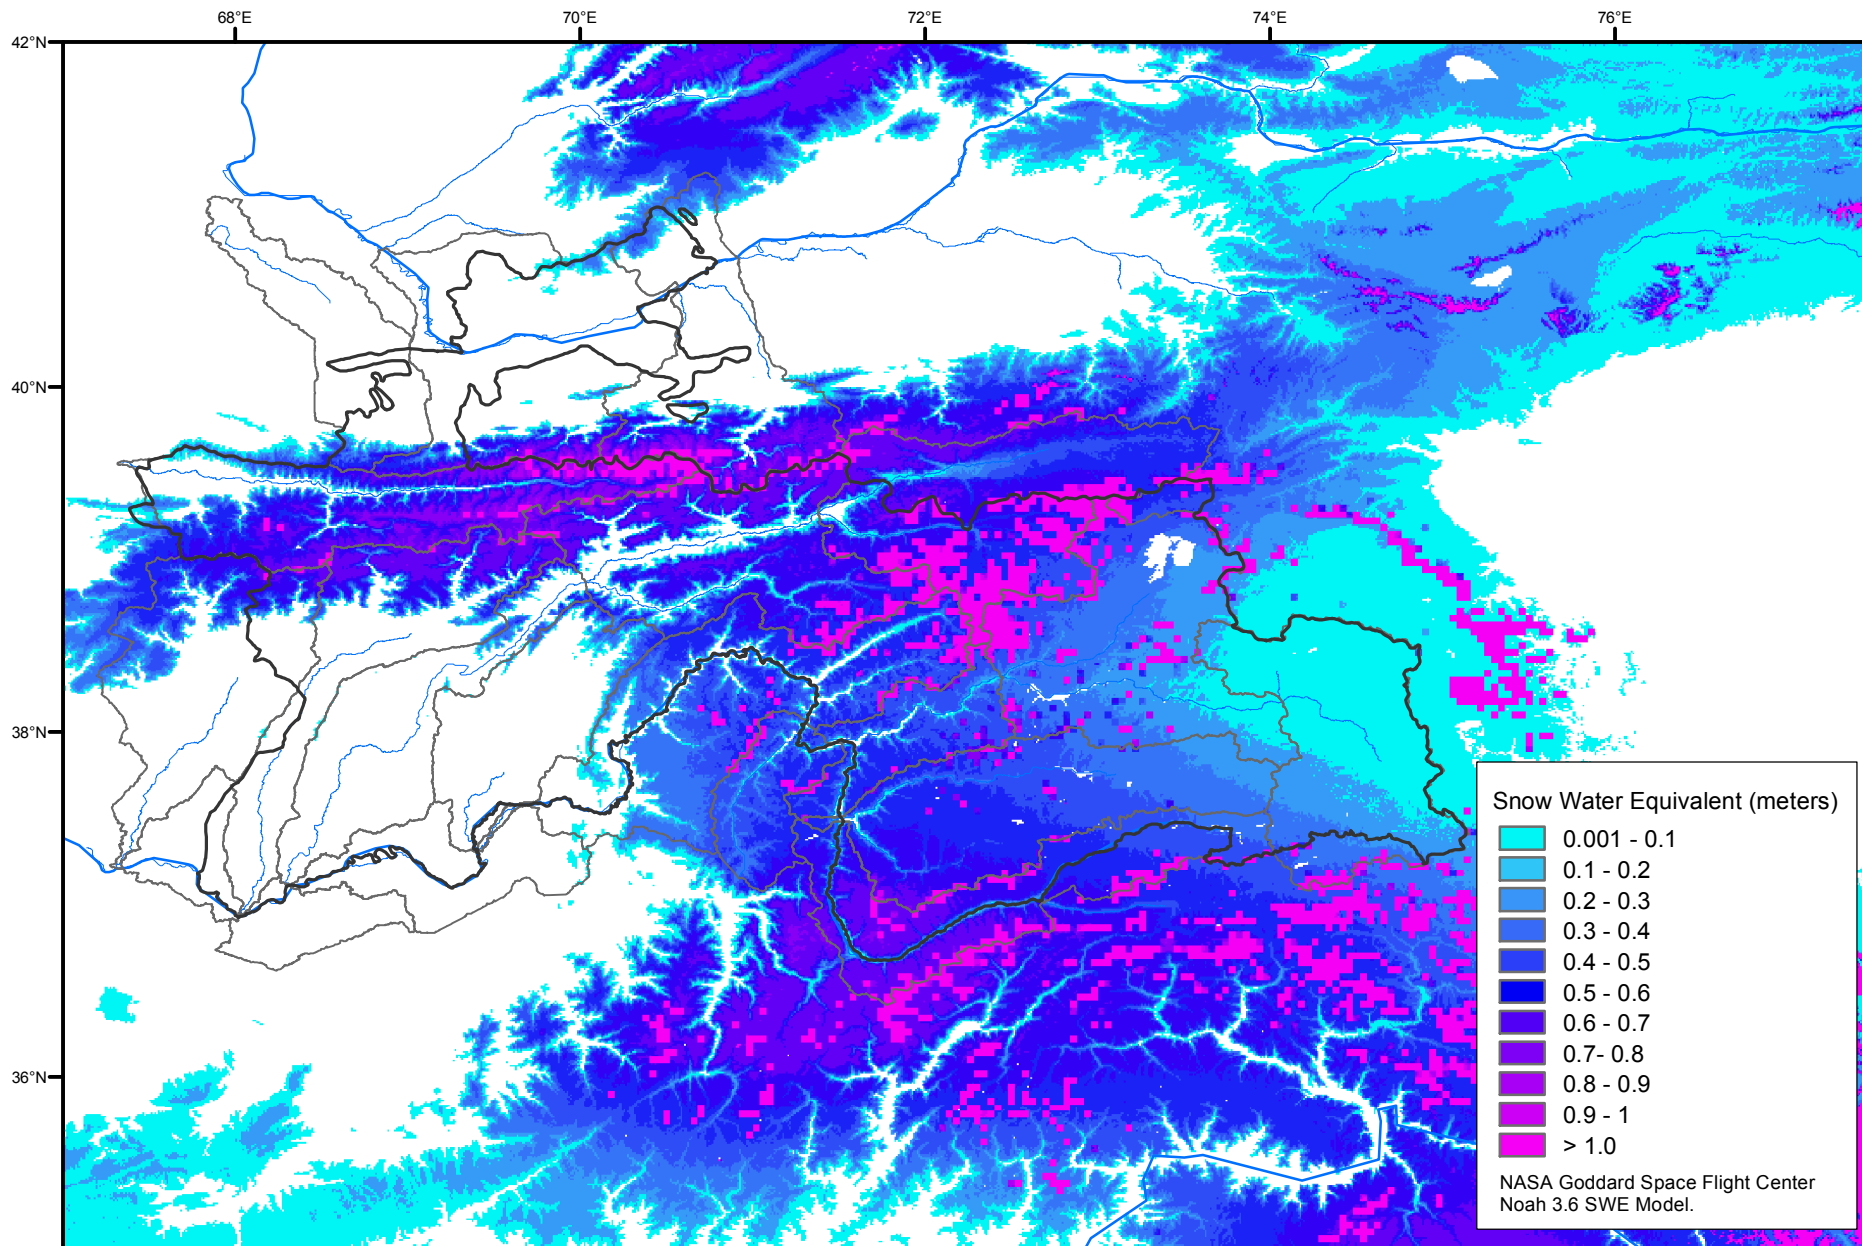 68°E 70°E 72°E 74°E 76°E
42°N
40°N
38°N
36°N
Snow Water Equivalent (meters)
0.001 - 0.1
0.1 - 0.2
0.2 - 0.3
0.3 - 0.4
0.4 - 0.5
0.5 - 0.6
0.6 - 0.7
0.7- 0.8
0.8 - 0.9
0.9 - 1
> 1.0
NASA Goddard Space Flight Center
Noah 3.6 SWE Model.